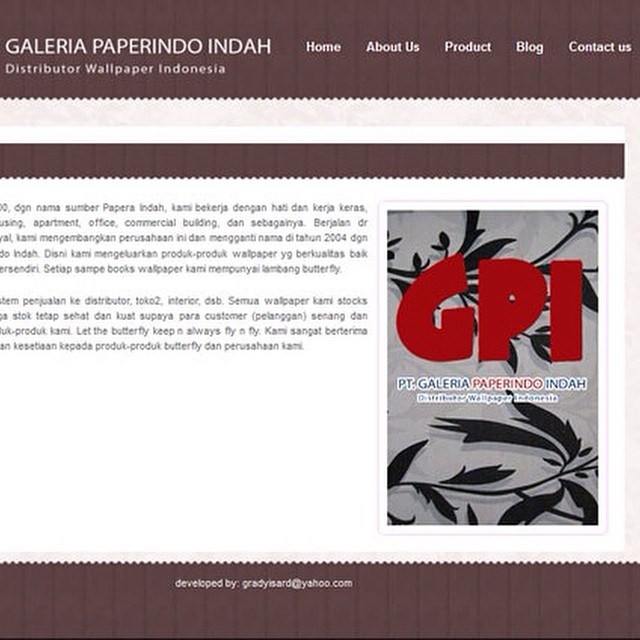 GALERIA PAPERINDO INDAH
Distributor Wallpaper Indonesia
Home About Us Product Blog Contact us
00, dgn nama sumber Papera Indah, kami bekerja dengan hati dan kerja keras,
using, apartment, office, commercial building, dan sebagainya. Berjalan dr
yal, kami mengembangkan perusahaan ini dan mengganti nama di tahun 2004 dgn
do Indah. Disni kami mengeluarkan produk-produk wallpaper yg berkualitas baik
ersendiri. Setiap sampe books wallpaper kami mempunyai lambang butterfly.
stem penjualan ke distributor, toko2, interior, dsb. Semua wallpaper kami stocks
ga stok tetap sehat dan kuat supaya para customer (pelanggan) senang dan
duk-produk kami. Let the butterfly keep n always fly n fly. Kami sangat berterima
an kesetiaan kepada produk-produk butterfly dan perusahaan kami.
GPI
PT. GALERIA PAPERINDO INDAH
Distributor Wallpaper Indonesia
developed by: gradyisard@yahoo.com